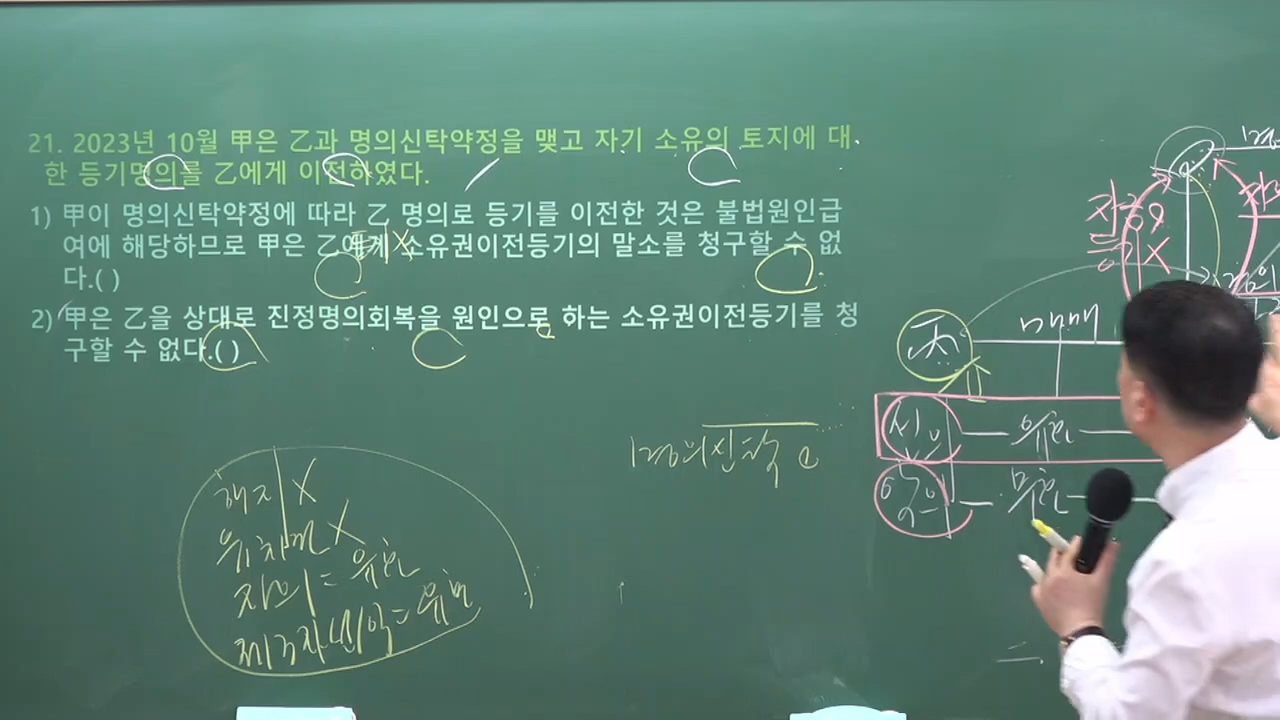 21. 2023년 10월 甲은 乙과 명의신탁약정을 맺고 자기 소유의 토지에 대
한 등기명의를 乙에게 이전하였다.
1) 甲이 명의신탁약정에 따라 乙 명의로 등기를 이전한 것은 불법원인급
여에 해당하므로 甲은 乙에게 소유권이전등기의 말소를 청구할 수 없
다.( )
2) 甲은 乙을 상대로 진정명의회복을 원인으로 하는 소유권이전등기를 청
구할 수 없다.( )
해지 X
유치권 X
제3자
명의신탁
매매
선의 유효
악의 무효